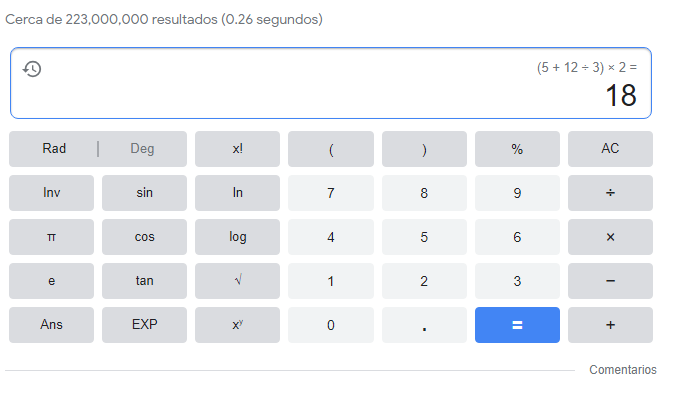 Cerca de 223,000,000 resultados (0.26 segundos)
(5 + 12 ÷ 3) × 2 =
18
Rad | Deg x! ( ) % AC
Inv sin ln 7 8 9 ÷
π cos log 4 5 6 ×
e tan √ 1 2 3 −
Ans EXP xʸ 0 . = +
Comentarios